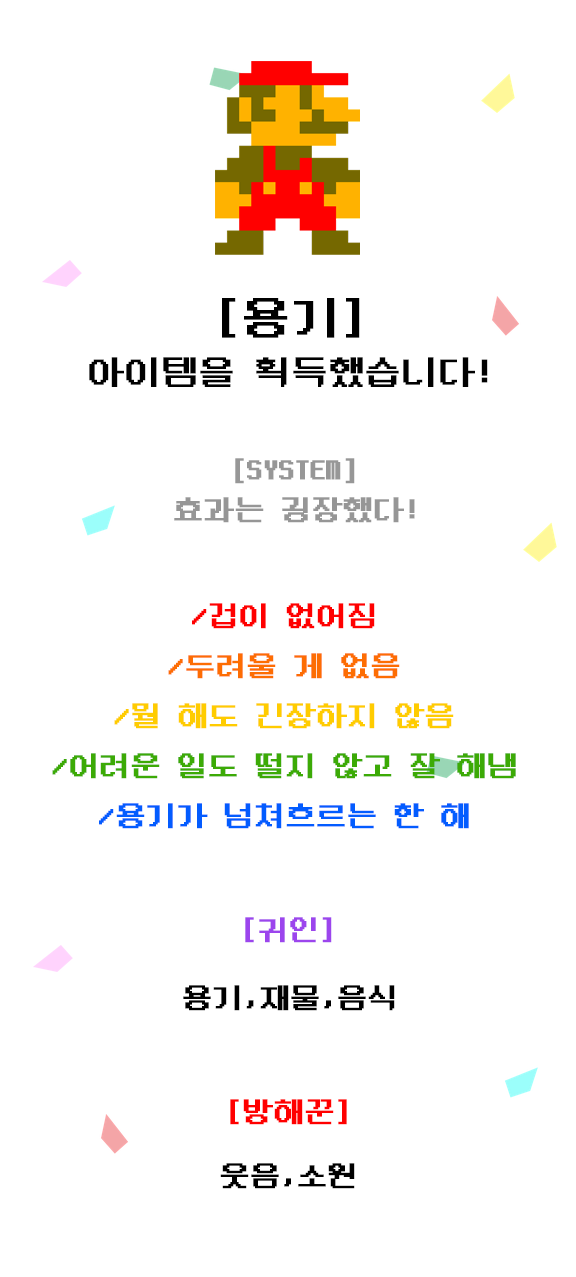 [용기]
아이템을 획득했습니다!
[SYSTEM]
효과는 굉장했다!
/겁이 없어짐
/두려울 게 없음
/뭘 해도 긴장하지 않음
/어려운 일도 떨지 않고 잘 해냄
/용기가 넘쳐흐르는 한 해
[귀인]
용기,재물,음식
[방해꾼]
웃음,소원